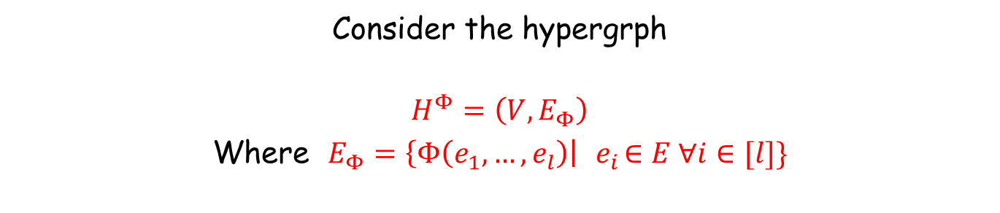 Consider the hypergrph
H^Φ = (V, E_Φ)
Where E_Φ = {Φ(e_1, …, e_l)| e_i ∈ E ∀i ∈ [l]}